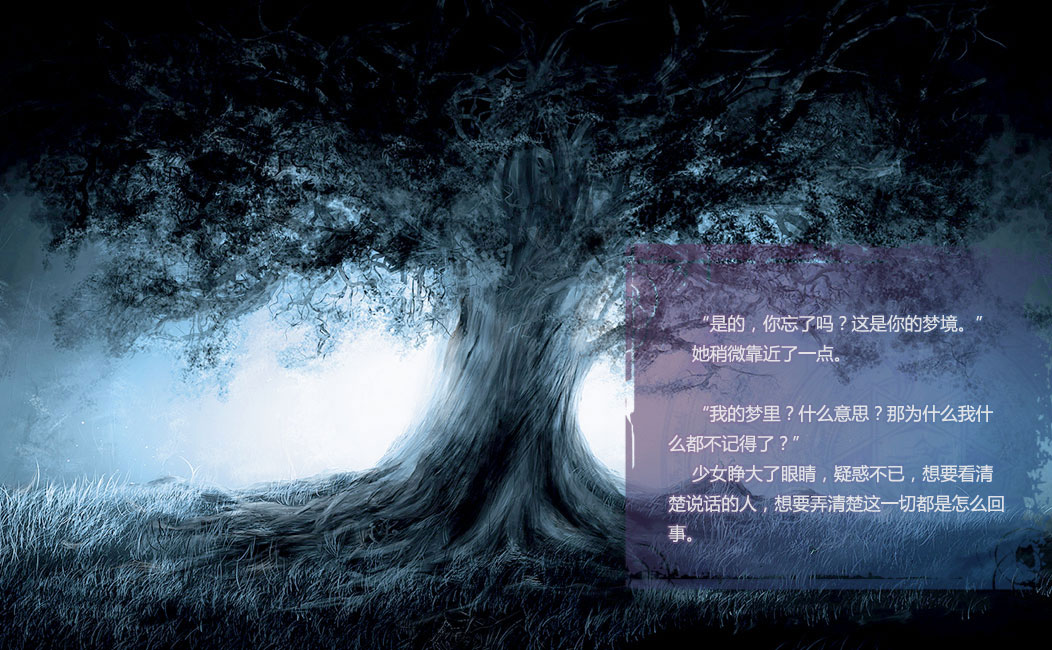 “是的，你忘了吗？这是你的梦境。”
她稍微靠近了一点。
“我的梦里？什么意思？那为什么我什
么都不记得了？”
少女睁大了眼睛，疑惑不已，想要看清
楚说话的人，想要弄清楚这一切都是怎么回
事。